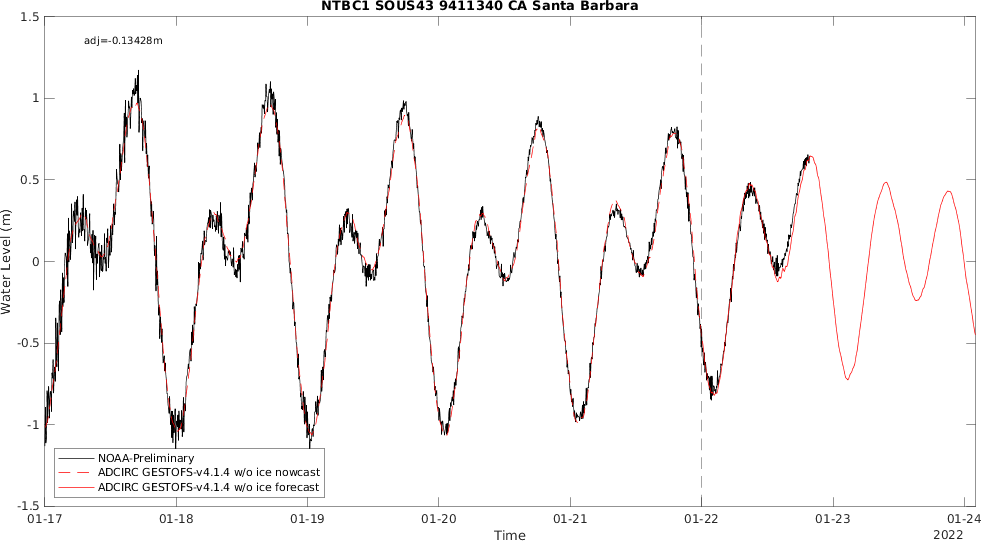 NTBC1 SOUS43 9411340 CA Santa Barbara
1.5
adj=-0.13428m
1
0.5
0
-0.5
-1
-1.5
Water Level (m)
NOAA-Preliminary
ADCIRC GESTOFS-v4.1.4 w/o ice nowcast
ADCIRC GESTOFS-v4.1.4 w/o ice forecast
01-17 01-18 01-19 01-20 01-21 01-22 01-23 01-24
Time
2022